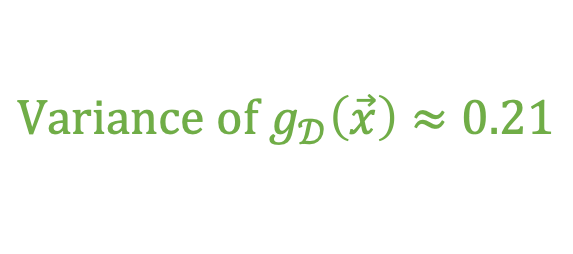 Variance of g_𝒟(x⃗) ≈ 0.21